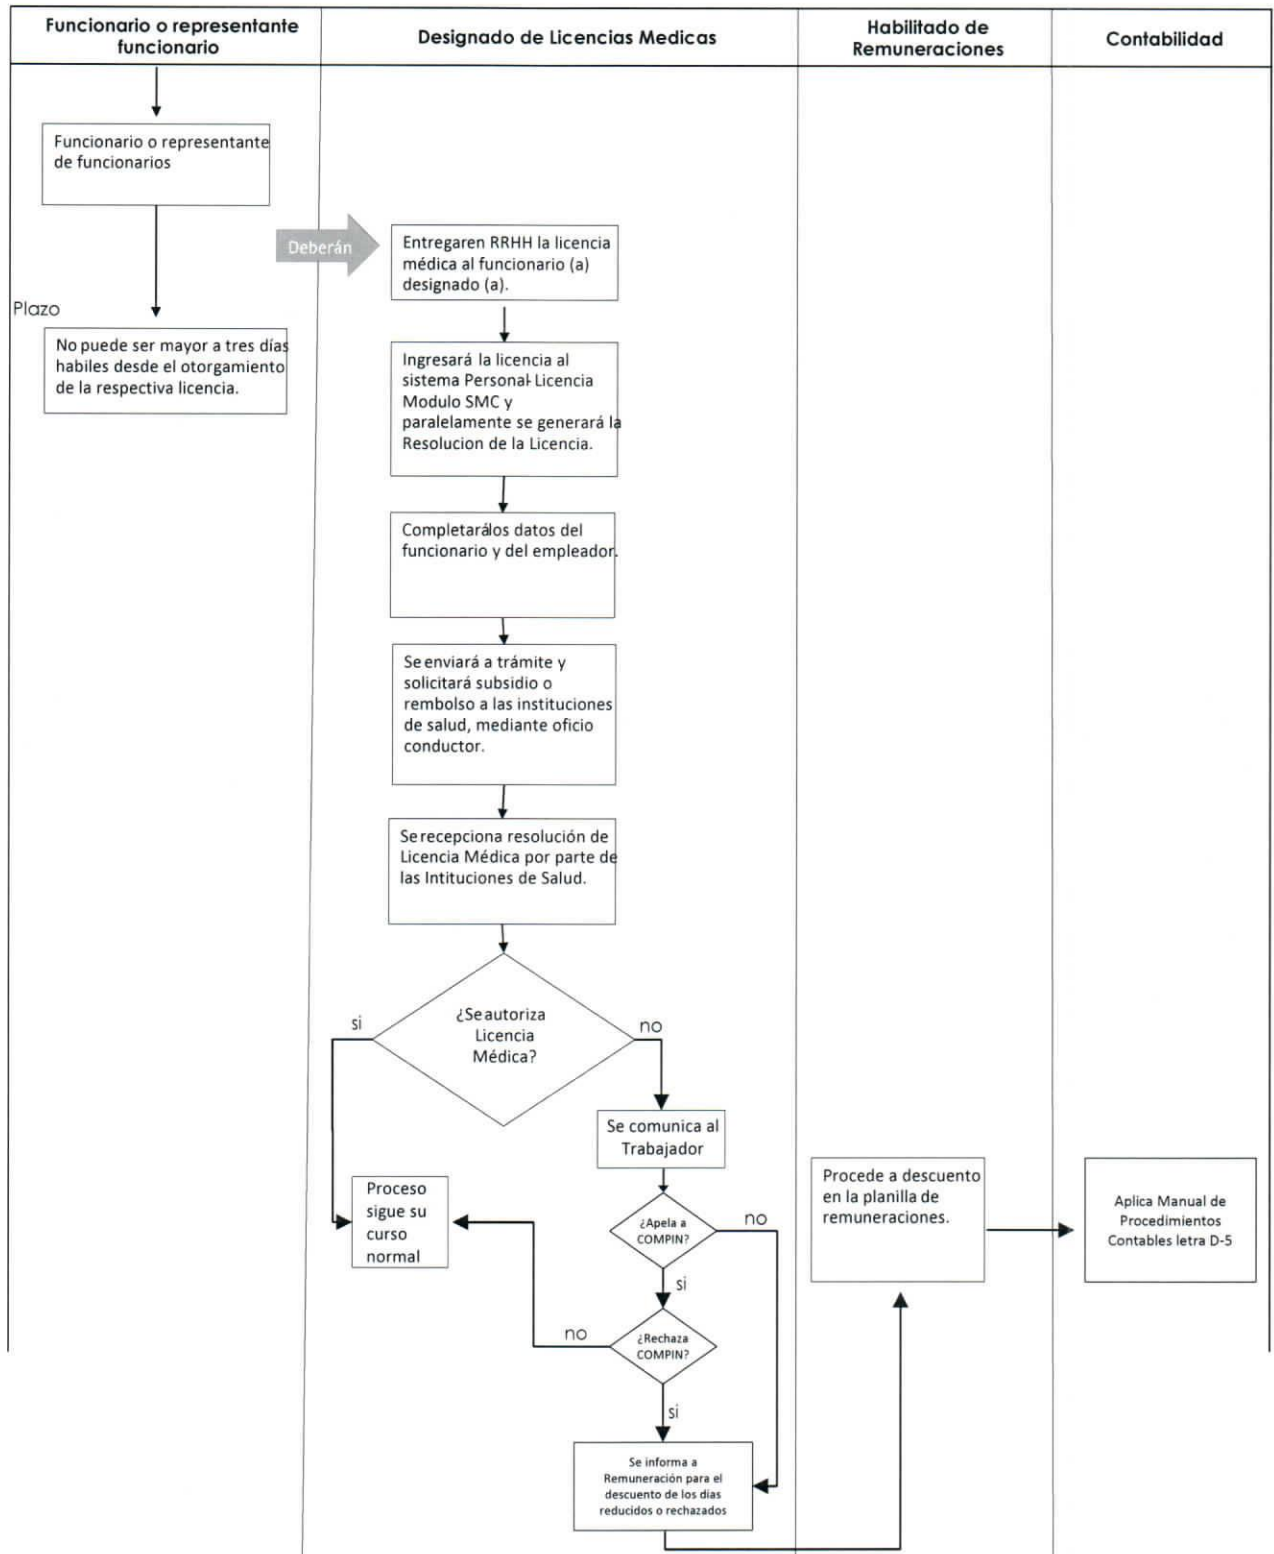 Funcionario o representante
funcionario
Designado de Licencias Medicas
Habilitado de
Remuneraciones
Contabilidad
Funcionario o representante
de funcionarios
Deberán
Entregaren RRHH la licencia
médica al funcionario (a)
designado (a).
Plazo
No puede ser mayor a tres días
habiles desde el otorgamiento
de la respectiva licencia.
Ingresará la licencia al
sistema Personal-Licencia
Modulo SMC y
paralelamente se generará la
Resolucion de la Licencia.
Completarálos datos del
funcionario y del empleador.
Se enviará a trámite y
solicitará subsidio o
rembolso a las instituciones
de salud, mediante oficio
conductor.
Se recepciona resolución de
Licencia Médica por parte de
las Intituciones de Salud.
¿Se autoriza
Licencia
Médica?
si
no
Se comunica al
Trabajador
Proceso
sigue su
curso
normal
¿Apela a
COMPIN?
no
si
¿Rechaza
COMPIN?
no
si
Se informa a
Remuneración para el
descuento de los días
reducidos o rechazados
Procede a descuento
en la planilla de
remuneraciones.
Aplica Manual de
Procedimientos
Contables letra D-5